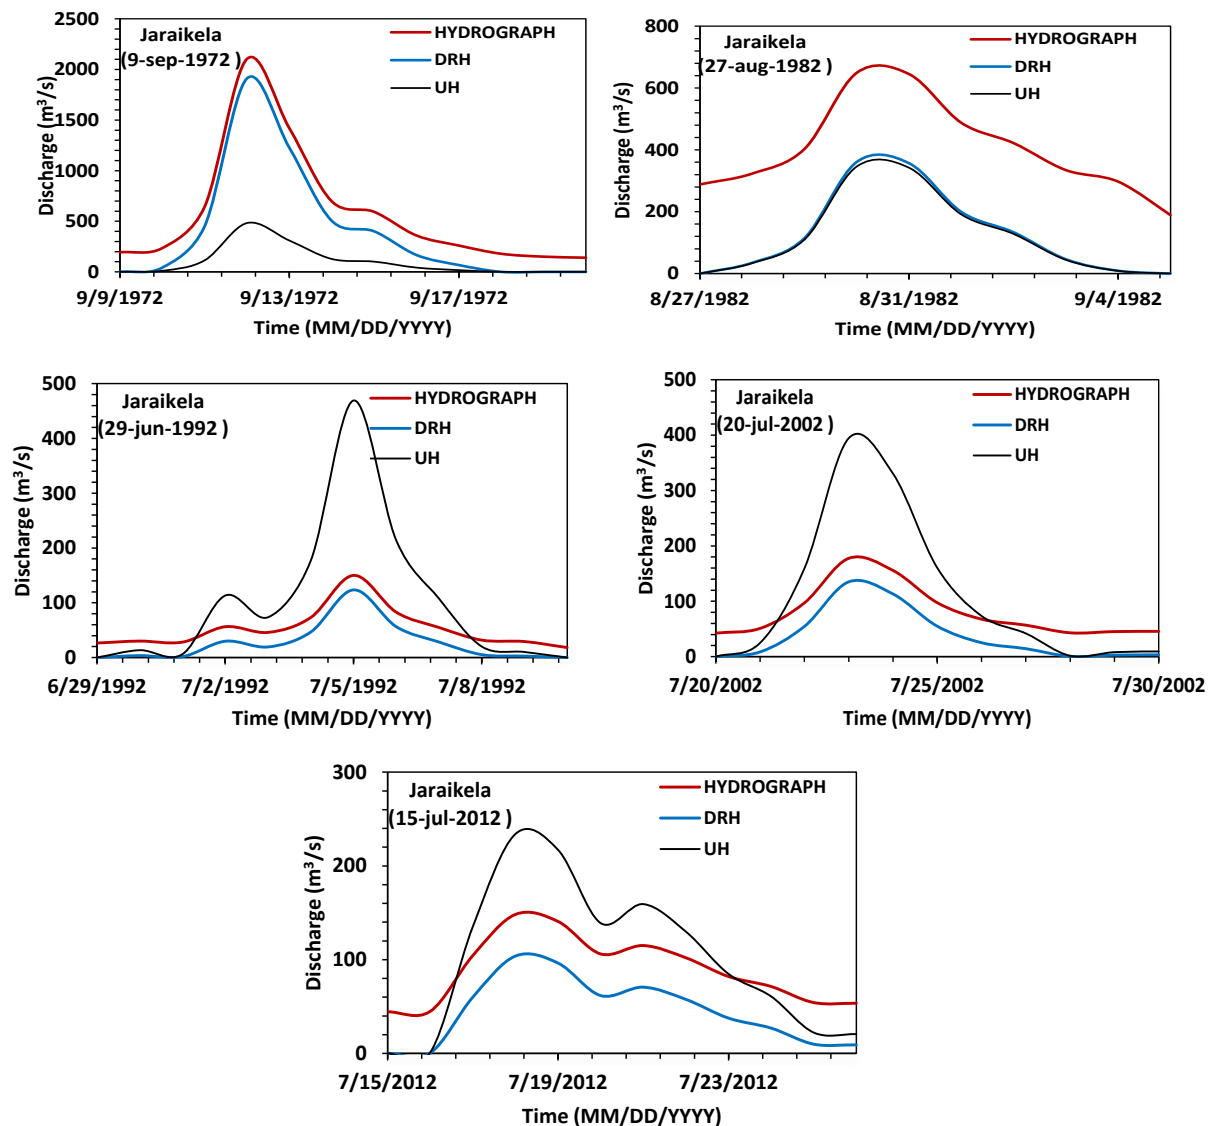 Jaraikela
(9-sep-1972 )
HYDROGRAPH
DRH
UH
2500
2000
1500
1000
500
0
Discharge (m³/s)
9/9/1972
9/13/1972
9/17/1972
Time (MM/DD/YYYY)
Jaraikela
(27-aug-1982 )
HYDROGRAPH
DRH
UH
800
600
400
200
0
Discharge (m³/s)
8/27/1982
8/31/1982
9/4/1982
Time (MM/DD/YYYY)
Jaraikela
(29-jun-1992 )
HYDROGRAPH
DRH
UH
500
400
300
200
100
0
Discharge (m³/s)
6/29/1992
7/2/1992
7/5/1992
7/8/1992
Time (MM/DD/YYYY)
Jaraikela
(20-jul-2002 )
HYDROGRAPH
DRH
UH
500
400
300
200
100
0
Discharge (m³/s)
7/20/2002
7/25/2002
7/30/2002
Time (MM/DD/YYYY)
Jaraikela
(15-jul-2012 )
HYDROGRAPH
DRH
UH
300
200
100
0
Discharge (m³/s)
7/15/2012
7/19/2012
7/23/2012
Time (MM/DD/YYYY)